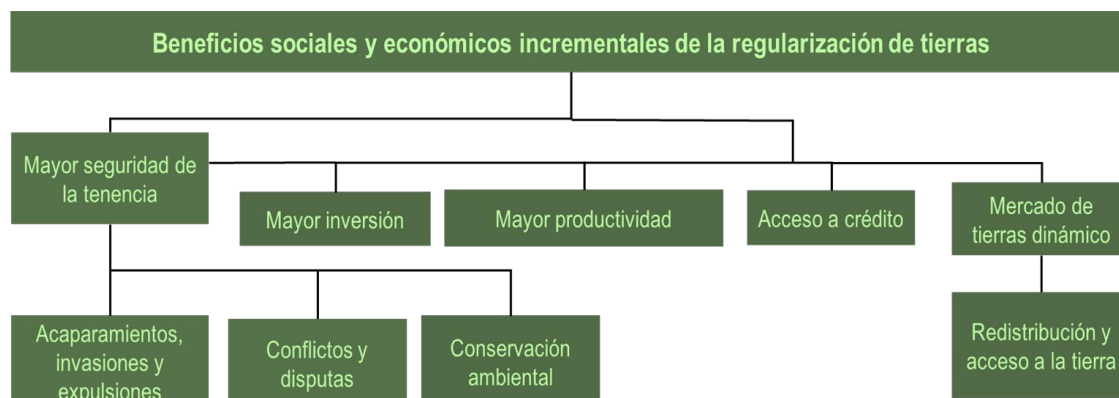 Beneficios sociales y económicos incrementales de la regularización de tierras
Mayor seguridad de
la tenencia
Mayor inversión
Mayor productividad
Acceso a crédito
Mercado de
tierras dinámico
Acaparamientos,
invasiones y
expulsiones
Conflictos y
disputas
Conservación
ambiental
Redistribución y
acceso a la tierra